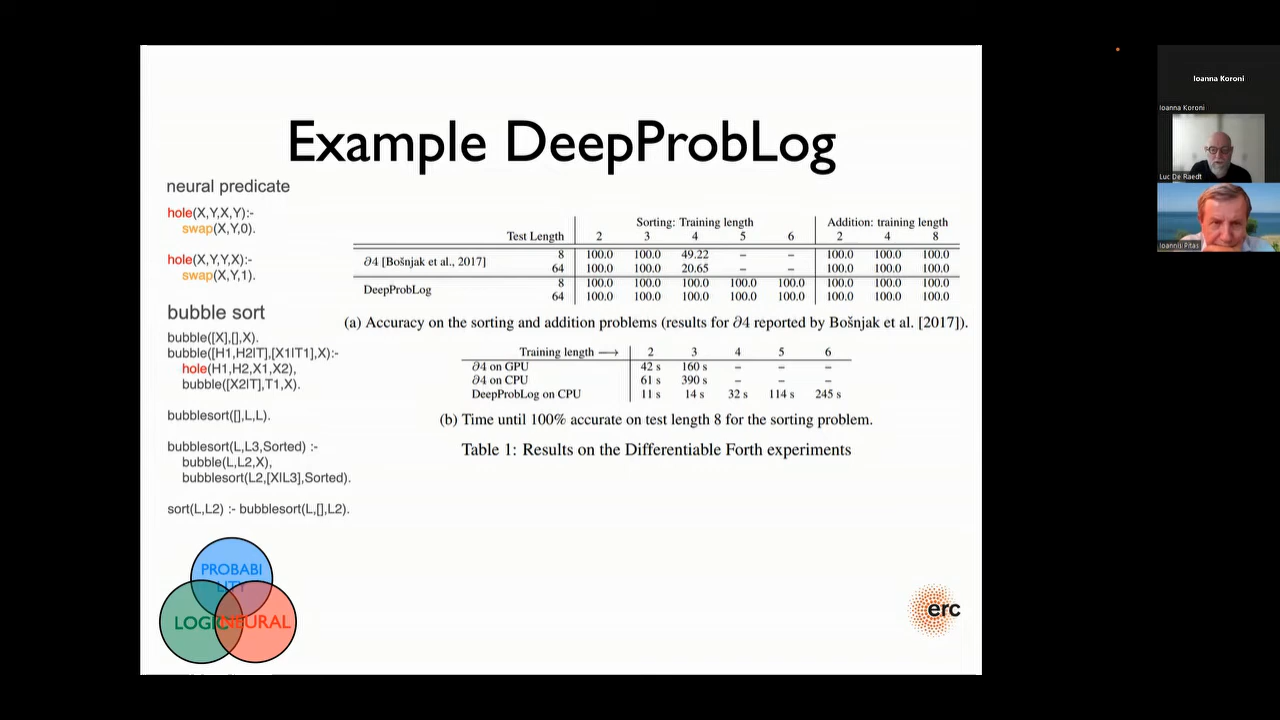 Example DeepProbLog
neural predicate
hole(X,Y,X,Y):-
swap(X,Y,0).
hole(X,Y,Y,X):-
swap(X,Y,1).
bubble sort
bubble([X],[],X).
bubble([H1,H2|T],[X1|T1],X):-
hole(H1,H2,X1,X2),
bubble([X2|T],T1,X).
bubblesort([],L,L).
bubblesort(L,L3,Sorted) :-
bubble(L,L2,X),
bubblesort(L2,[X|L3],Sorted).
sort(L,L2) :- bubblesort(L,[],L2).
Sorting: Training length Addition: training length
Test Length 2 3 4 5 6 2 4 8
∂4 [Bošnjak et al., 2017] 8 100.0 100.0 49.22 – – 100.0 100.0 100.0
64 100.0 100.0 20.65 – – 100.0 100.0 100.0
DeepProbLog 8 100.0 100.0 100.0 100.0 100.0 100.0 100.0 100.0
64 100.0 100.0 100.0 100.0 100.0 100.0 100.0 100.0
(a) Accuracy on the sorting and addition problems (results for ∂4 reported by Bošnjak et al. [2017]).
Training length ⟶ 2 3 4 5 6
∂4 on GPU 42 s 160 s – – –
∂4 on CPU 61 s 390 s – – –
DeepProbLog on CPU 11 s 14 s 32 s 114 s 245 s
(b) Time until 100% accurate on test length 8 for the sorting problem.
Table 1: Results on the Differentiable Forth experiments
PROBABI
LITY
LOGIC NEURAL
erc
Ioanna Koroni
Ioanna Koroni
Luc De Raedt
Ioannis Pitas